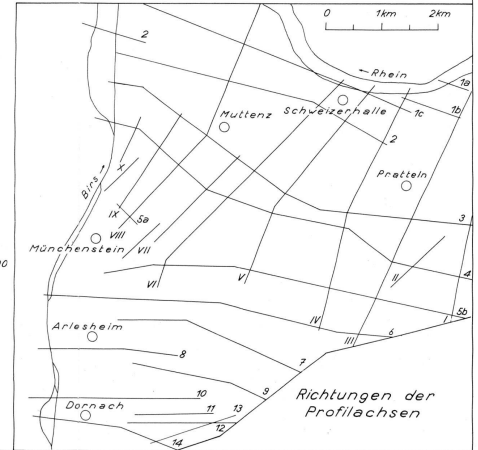 0 1km 2km
2
← Rhein
1a
Schweizerhalle
1c
1b
Muttenz
2
Pratteln
X
Birs →
IX
5a
VIII
3
Münchenstein
VII
II
4
00
VI
V
IV
III
I
5b
6
Arlesheim
8
7
10
9
Richtungen der
Profilachsen
Dornach
11
13
12
14